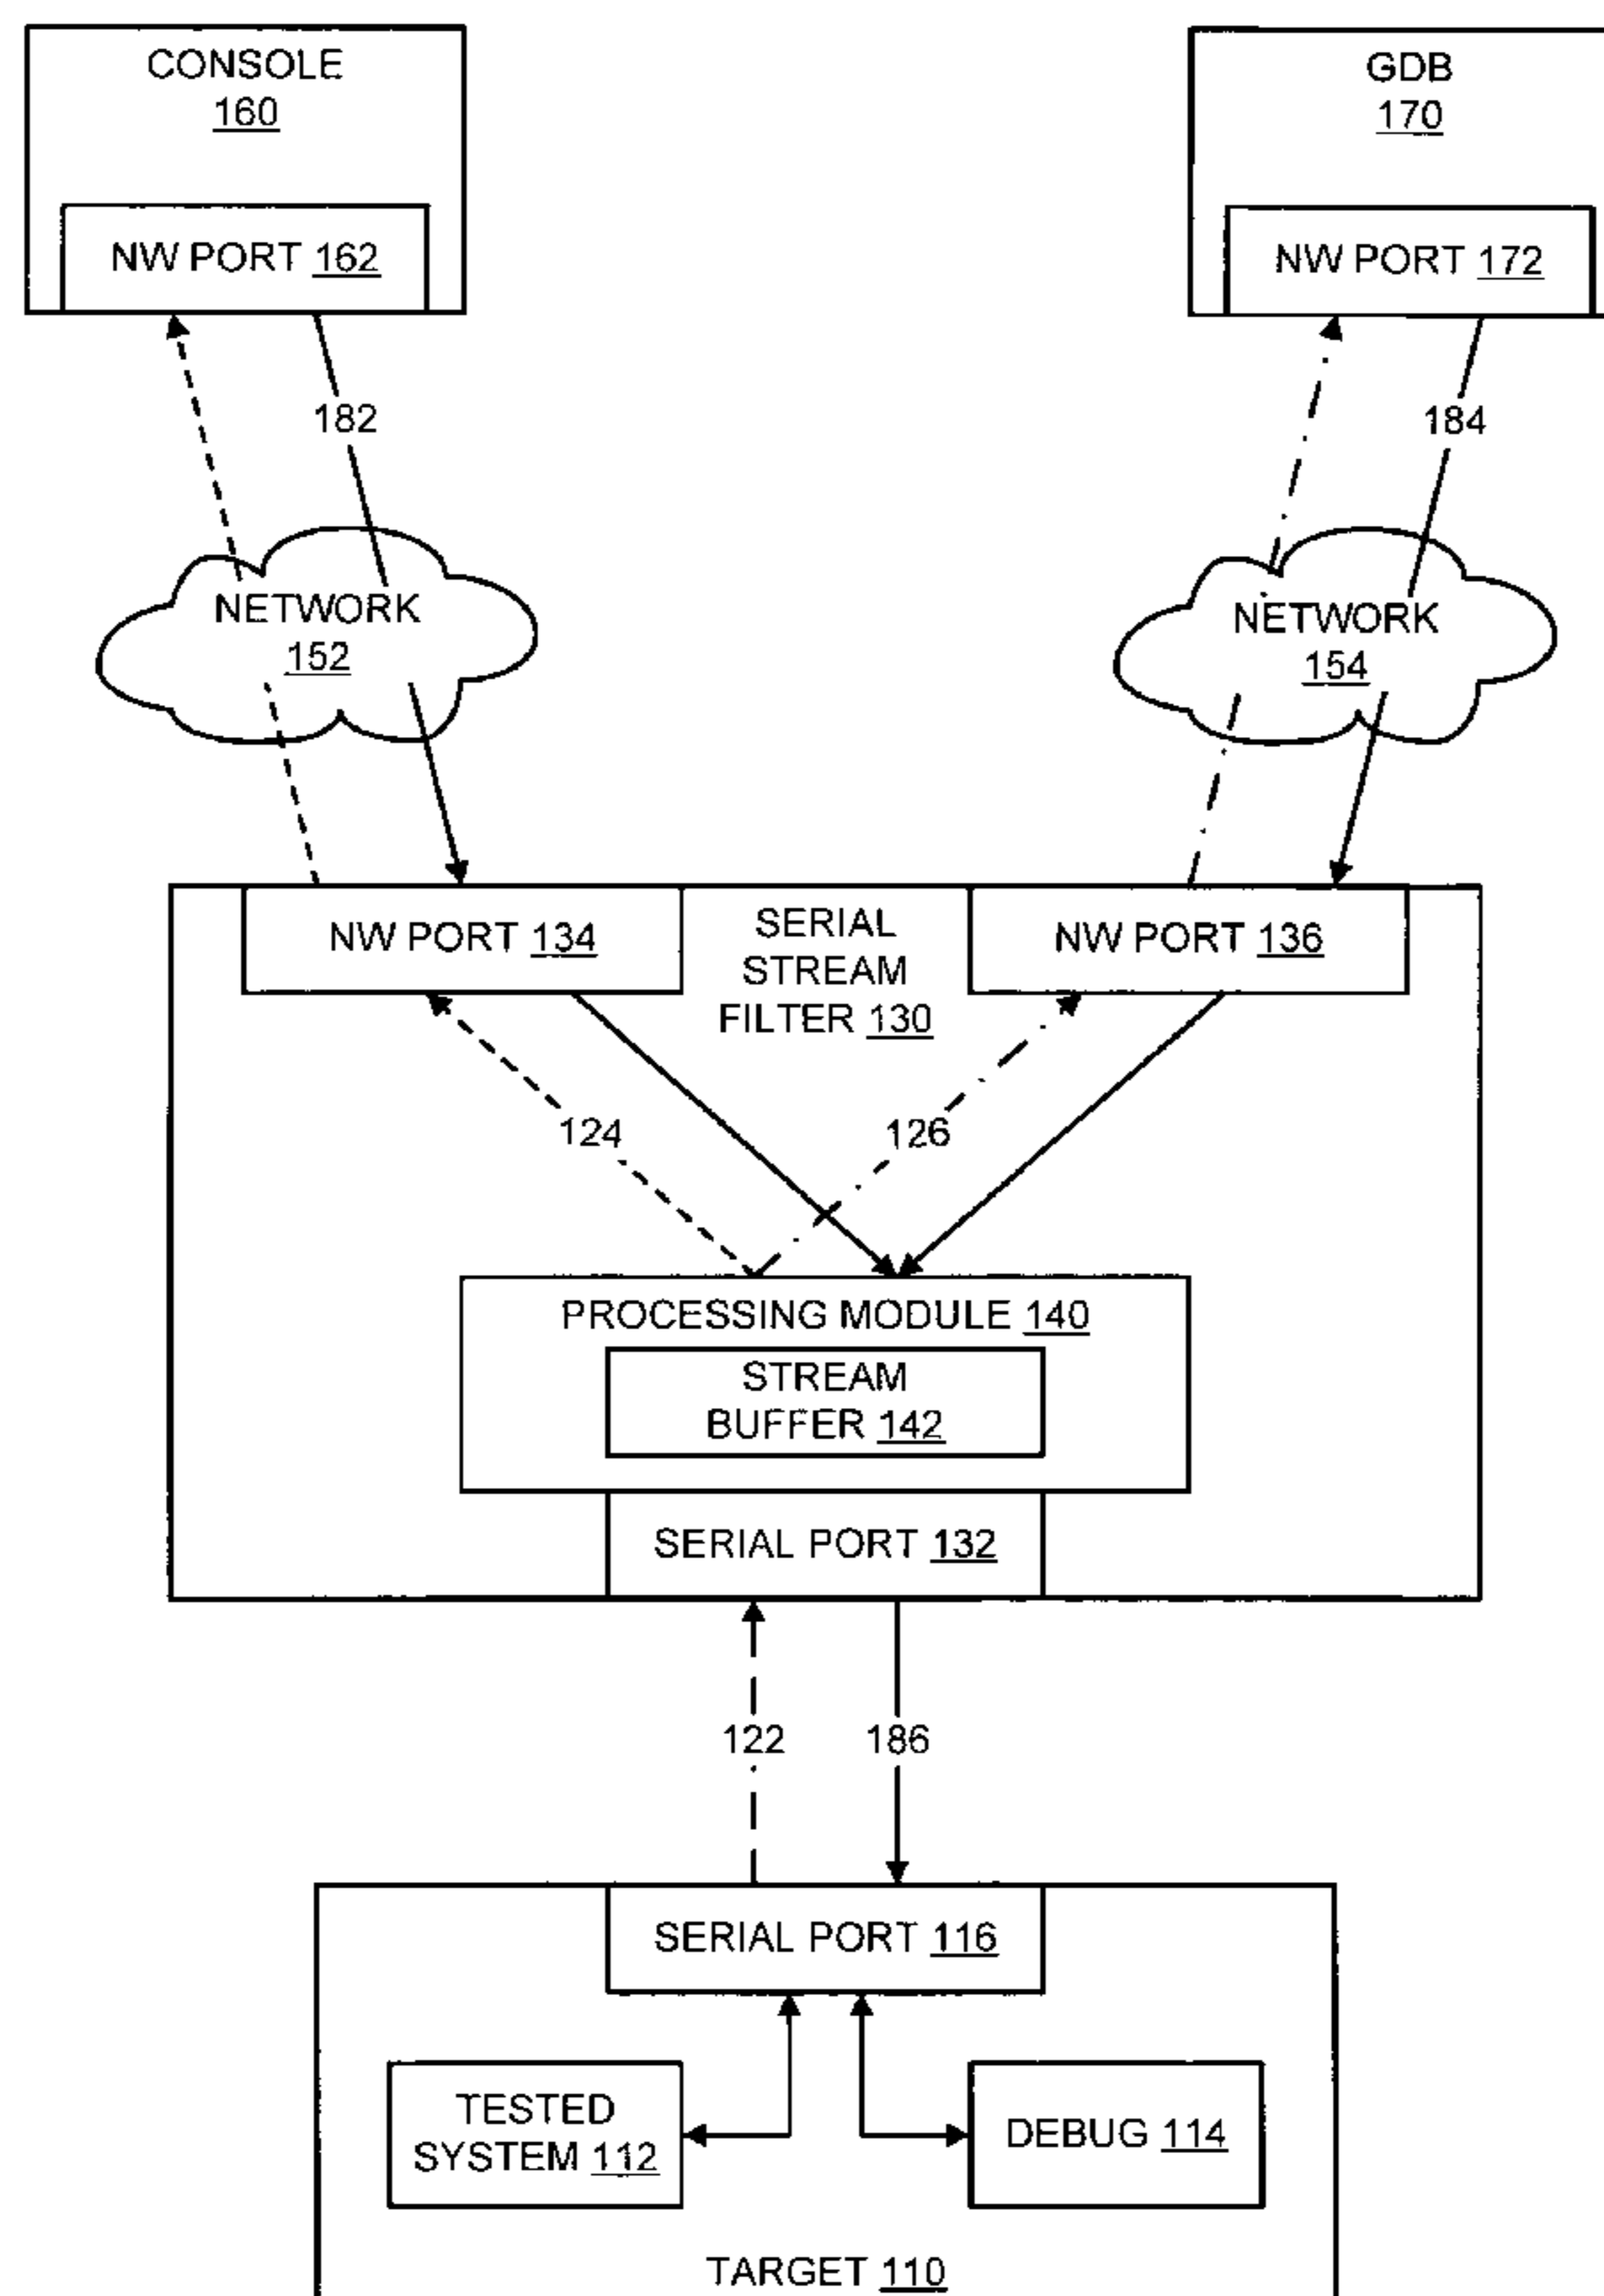 CONSOLE
160
GDB
170
NW PORT 162
NW PORT 172
182
184
NETWORK
152
NETWORK
154
NW PORT 134
SERIAL
STREAM
FILTER 130
NW PORT 136
124
126
PROCESSING MODULE 140
STREAM
BUFFER 142
SERIAL PORT 132
122
186
SERIAL PORT 116
TESTED
SYSTEM 112
DEBUG 114
TARGET 110